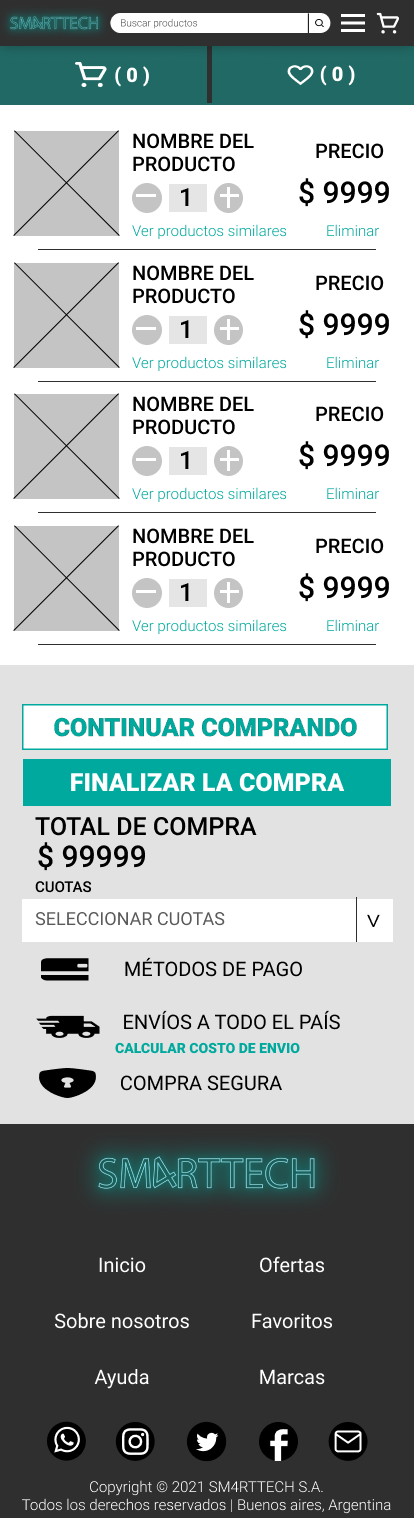 SM4RTTECH
Buscar productos
( 0 )
( 0 )
NOMBRE DEL
PRODUCTO
PRECIO
1
$ 9999
Ver productos similares
Eliminar
NOMBRE DEL
PRODUCTO
PRECIO
1
$ 9999
Ver productos similares
Eliminar
NOMBRE DEL
PRODUCTO
PRECIO
1
$ 9999
Ver productos similares
Eliminar
NOMBRE DEL
PRODUCTO
PRECIO
1
$ 9999
Ver productos similares
Eliminar
CONTINUAR COMPRANDO
FINALIZAR LA COMPRA
TOTAL DE COMPRA
$ 99999
CUOTAS
SELECCIONAR CUOTAS
V
MÉTODOS DE PAGO
ENVÍOS A TODO EL PAÍS
CALCULAR COSTO DE ENVIO
COMPRA SEGURA
SM4RTTECH
Inicio
Ofertas
Sobre nosotros
Favoritos
Ayuda
Marcas
Copyright © 2021 SM4RTTECH S.A.
Todos los derechos reservados | Buenos aires, Argentina